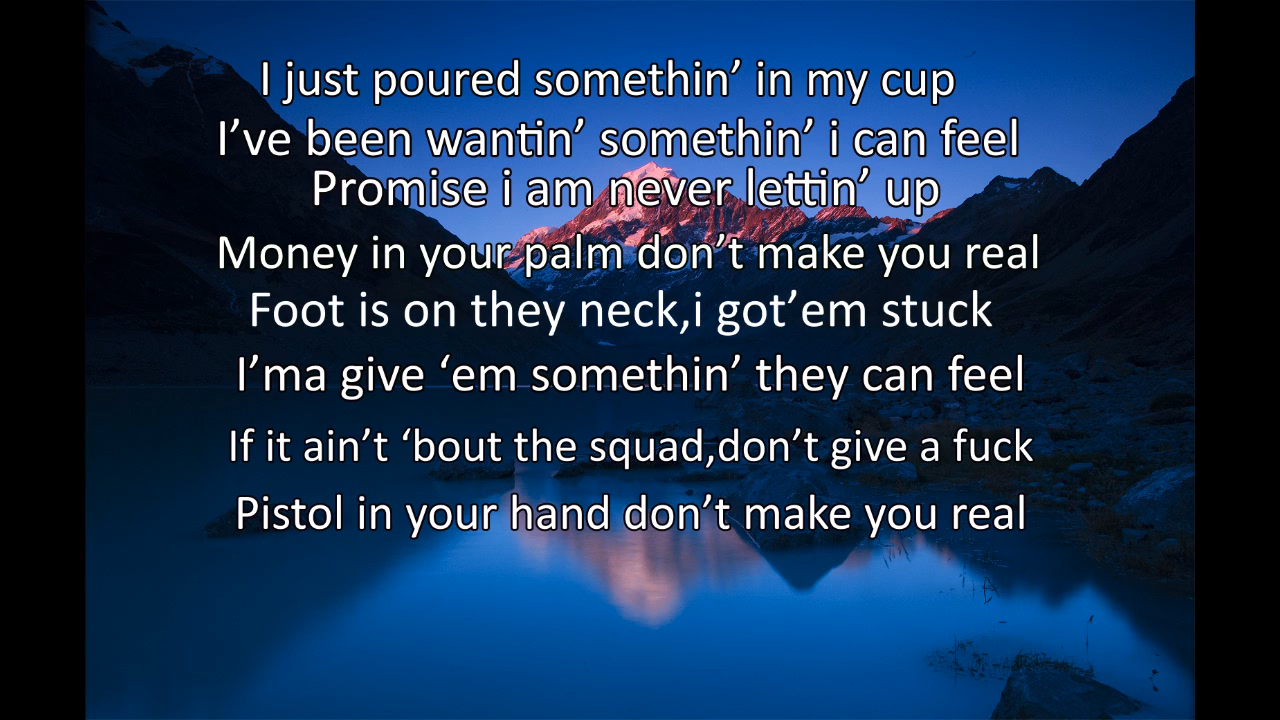 I just poured somethin’ in my cup
I’ve been wantin’ somethin’ i can feel
Promise i am never lettin’ up
Money in your palm don’t make you real
Foot is on they neck,i got’em stuck
I’ma give ‘em somethin’ they can feel
If it ain’t ‘bout the squad,don’t give a fuck
Pistol in your hand don’t make you real